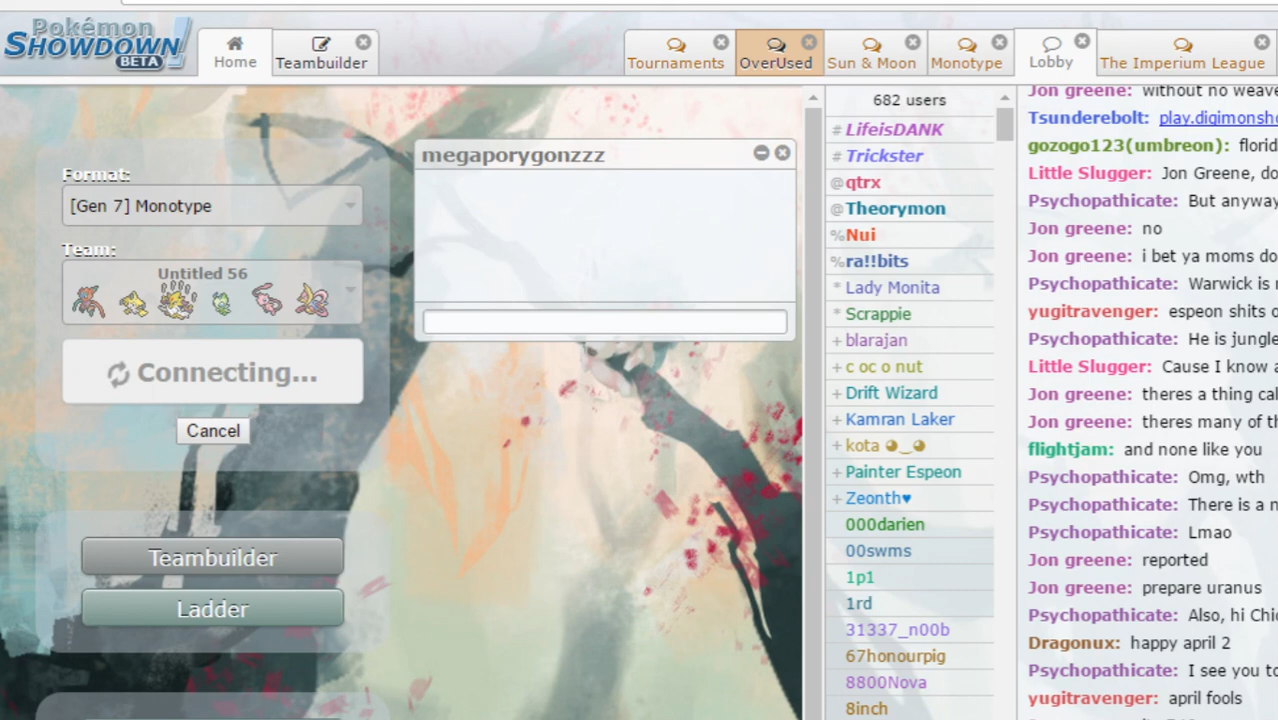 Pokémon
SHOWDOWN!
BETA
Home
Teambuilder
Tournaments
OverUsed
Sun & Moon
Monotype
Lobby
The Imperium League
Format:
[Gen 7] Monotype
Team:
Untitled 56
Connecting...
Cancel
Teambuilder
Ladder
megaporygonzzz
682 users
# LifeisDANK
# Trickster
@ qtrx
@ Theorymon
% Nui
% ra!!bits
* Lady Monita
* Scrappie
+ blarajan
+ c oc o nut
+ Drift Wizard
+ Kamran Laker
+ kota ◕‿◕
+ Painter Espeon
+ Zeonth♥
000darien
00swms
1p1
1rd
31337_n00b
67honourpig
8800Nova
8inch
Jon greene: without no weave
Tsunderebolt: play.digimonsho
gozogo123(umbreon): florid
Little Slugger: Jon Greene, do
Psychopathicate: But anyway
Jon greene: no
Jon greene: i bet ya moms do
Psychopathicate: Warwick is
yugitravenger: espeon shits
Psychopathicate: He is jungle
Little Slugger: Cause I know a
Jon greene: theres a thing cal
Jon greene: theres many of th
flightjam: and none like you
Psychopathicate: Omg, wth
Psychopathicate: There is a
Psychopathicate: Lmao
Jon greene: reported
Jon greene: prepare uranus
Psychopathicate: Also, hi Chi
Dragonux: happy april 2
Psychopathicate: I see you to
yugitravenger: april fools